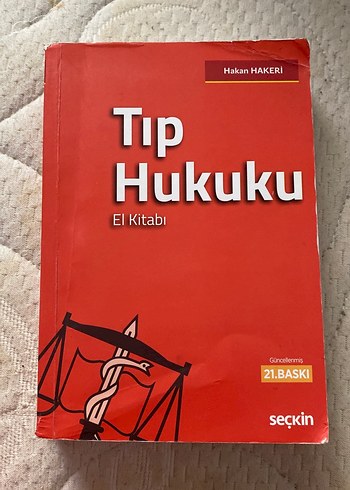 Hakan HAKERİ
Tıp
Hukuku
El Kitabı
Güncellenmiş
21.BASKI
seçkin